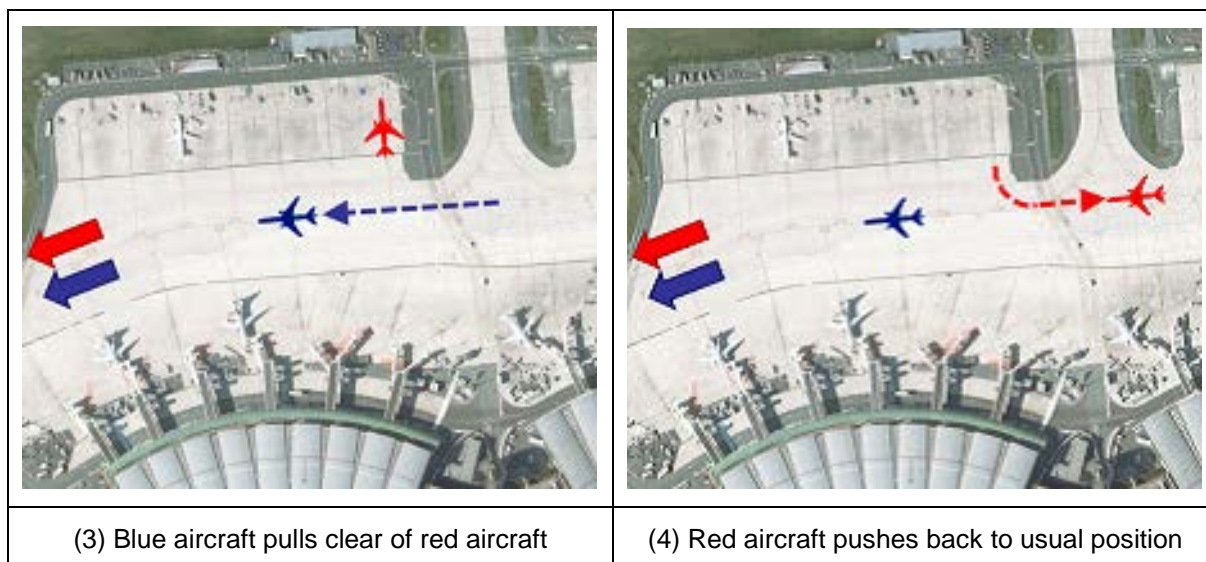 (3) Blue aircraft pulls clear of red aircraft
(4) Red aircraft pushes back to usual position